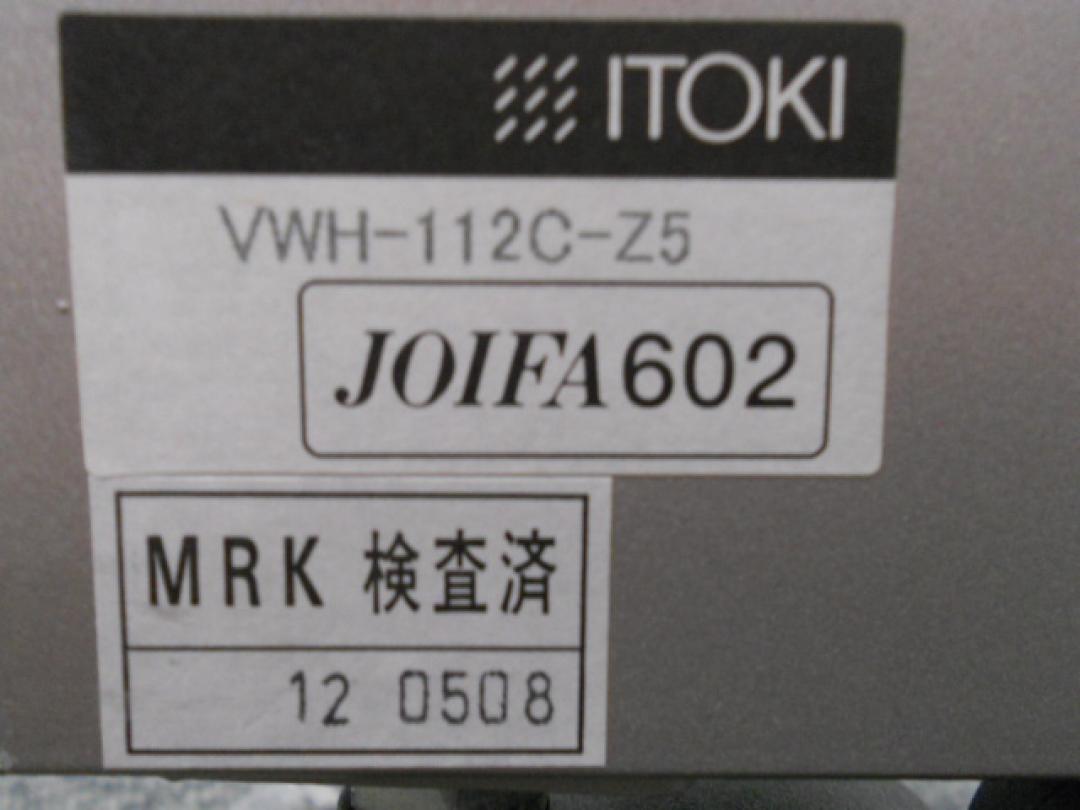 ITOKI
VWH-112C-Z5
JOIFA602
MRK 検査済
12 0508